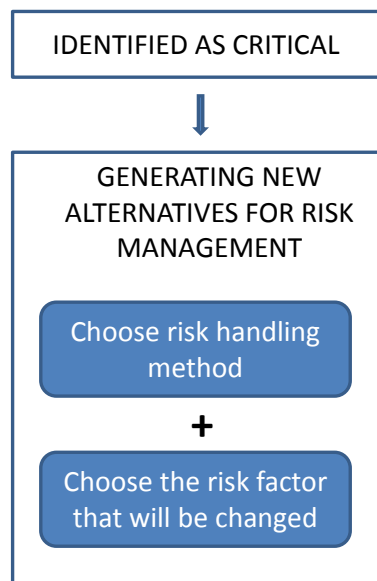 IDENTIFIED AS CRITICAL
GENERATING NEW
ALTERNATIVES FOR RISK
MANAGEMENT
Choose risk handling
method
+
Choose the risk factor
that will be changed